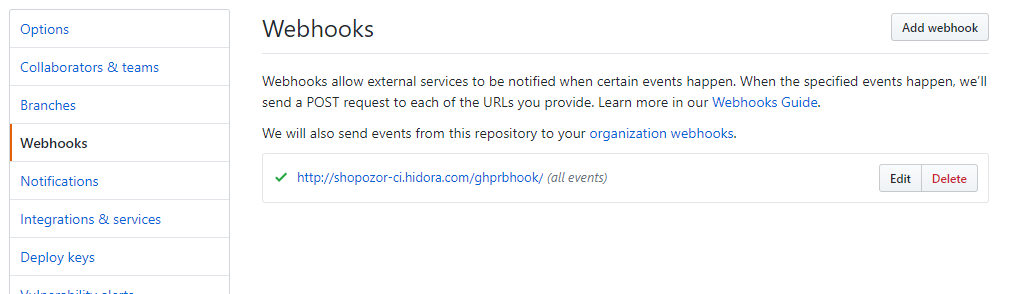 Options
Collaborators & teams
Branches
Webhooks
Notifications
Integrations & services
Deploy keys
Vulnerability alerts
Webhooks
Add webhook
Webhooks allow external services to be notified when certain events happen. When the specified events happen, we’ll
send a POST request to each of the URLs you provide. Learn more in our Webhooks Guide.
We will also send events from this repository to your organization webhooks.
http://shopozor-ci.hidora.com/ghprbhook/ (all events)
Edit
Delete